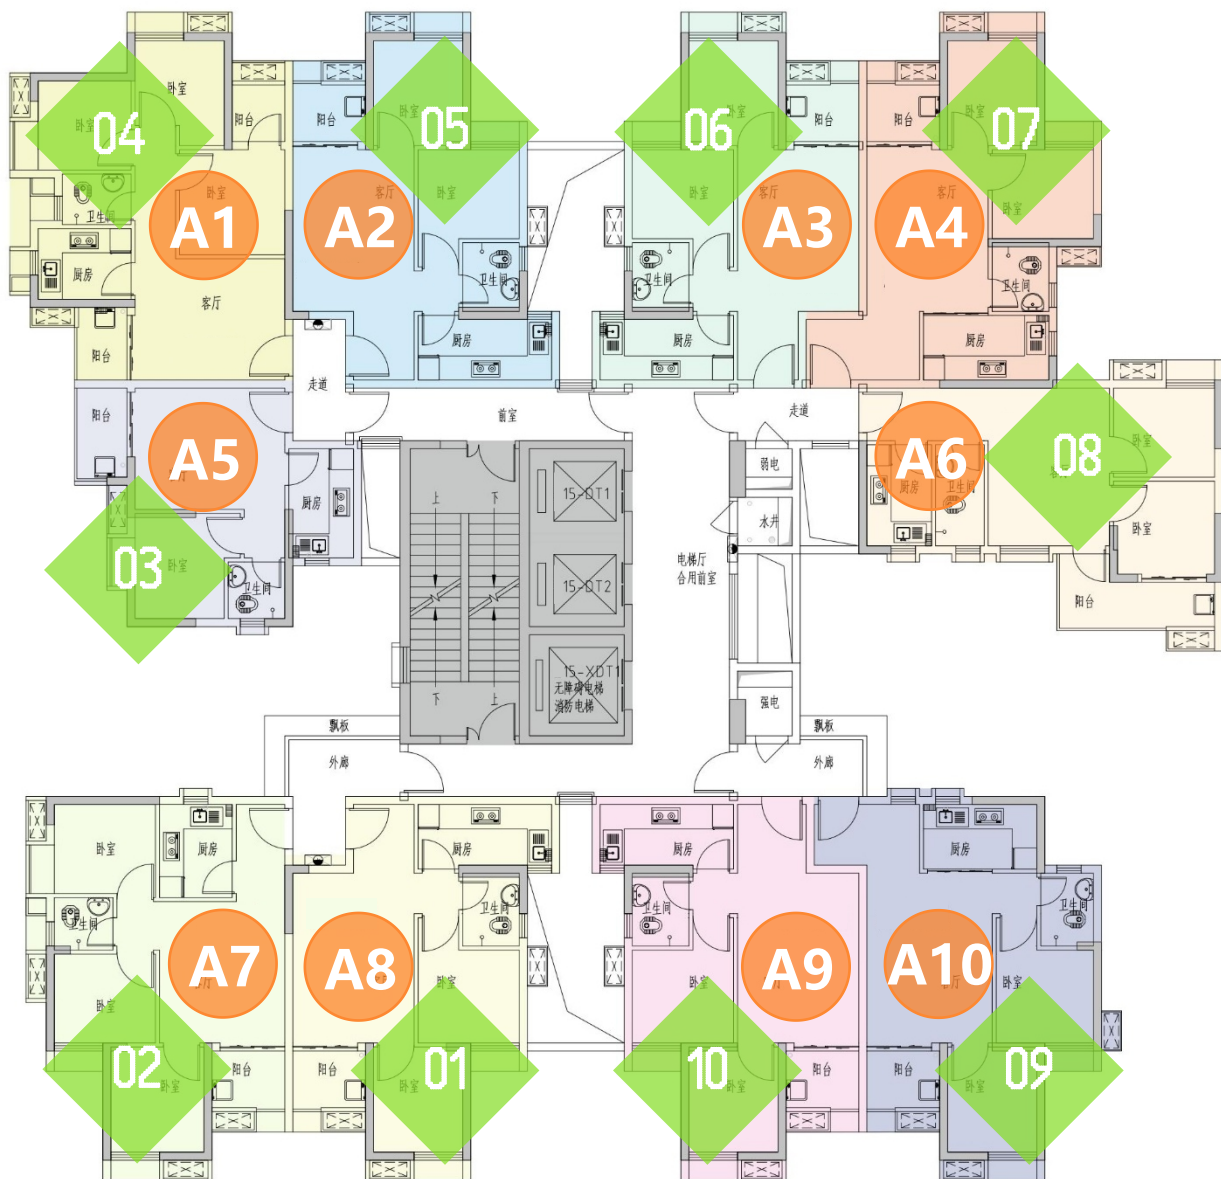 04
05
06
07
卧室
卧室
阳台
阳台
卧室
阳台
阳台
卧室
卧室
A1
A2
A3
A4
卧室
客厅
卧室
卧室
客厅
客厅
卧室
卫生间
厨房
客厅
卫生间
卫生间
卫生间
阳台
厨房
厨房
厨房
走道
前室
走道
阳台
A5
A6
08
卧室
客厅
厨房
上
下
15-DT1
弱电
厨房
卫生间
水井
卧室
03
卧室
卫生间
15-DT2
电梯厅
合用前室
阳台
15-XDT1
无障碍电梯
消防电梯
下
上
强电
飘板
飘板
外廊
外廊
卧室
厨房
厨房
厨房
厨房
卫生间
卫生间
卫生间
卫生间
A7
A8
A9
A10
卧室
客厅
卧室
卧室
客厅
卧室
02
01
10
09
卧室
阳台
阳台
卧室
卧室
阳台
阳台
卧室